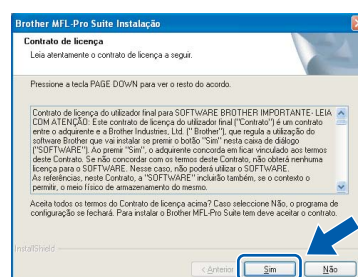 Brother MFL-Pro Suite Instalação
Contrato de licença
Leia atentamente o contrato de licença a seguir.
Pressione a tecla PAGE DOWN para ver o resto do acordo.
Contrato de licença do utilizador final para SOFTWARE BROTHER IMPORTANTE- LEIA
COM ATENÇÃO: Este contrato de licença do utilizador final ("Contrato") é um contrato
entre o adquirente e a Brother Industries, Ltd. (" Brother"), que regula a utilização do
software Brother que vai instalar se premir o botão "Sim" nesta caixa de diálogo
("SOFTWARE"). Ao premir "Sim", o adquirente concorda em ficar vinculado aos termos
deste Contrato. Se não concordar com os termos deste Contrato, não obterá nenhuma
licença para o SOFTWARE. Nesse caso, não poderá utilizar o SOFTWARE.
As referências, neste Contrato, a "SOFTWARE" incluirão também, se o contexto o
permitir, o meio físico de armazenamento do mesmo.
Aceita todos os termos do Contrato de licença acima? Caso seleccione Não, o programa de
configuração se fechará. Para instalar o Brother MFL-Pro Suite tem deve aceitar o contrato.
InstallShield
< Anterior
Sim
Não